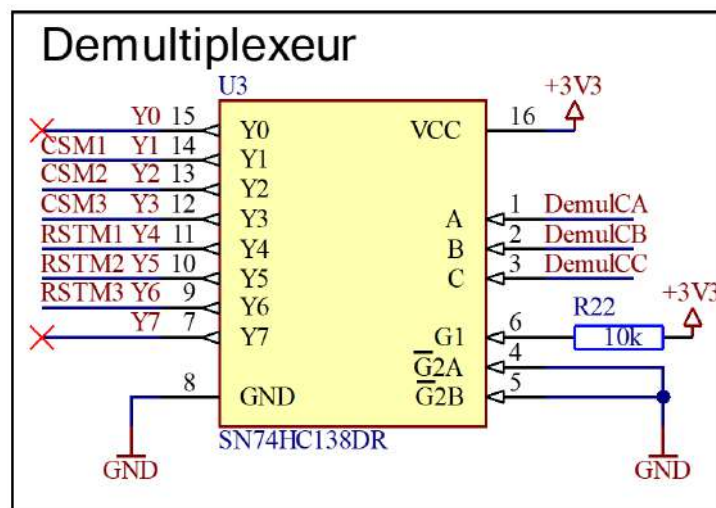 Demultiplexeur
U3
+3V3
Y0 15 Y0 VCC 16
CSM1 Y1 14 Y1
CSM2 Y2 13 Y2
CSM3 Y3 12 Y3 A 1 DemulCA
RSTM1 Y4 11 Y4 B 2 DemulCB
RSTM2 Y5 10 Y5 C 3 DemulCC
RSTM3 Y6 9 Y6
R22 +3V3
Y7 7 Y7 G1 6 10k
G̅2A 4
8 GND G̅2B 5
SN74HC138DR
GND GND